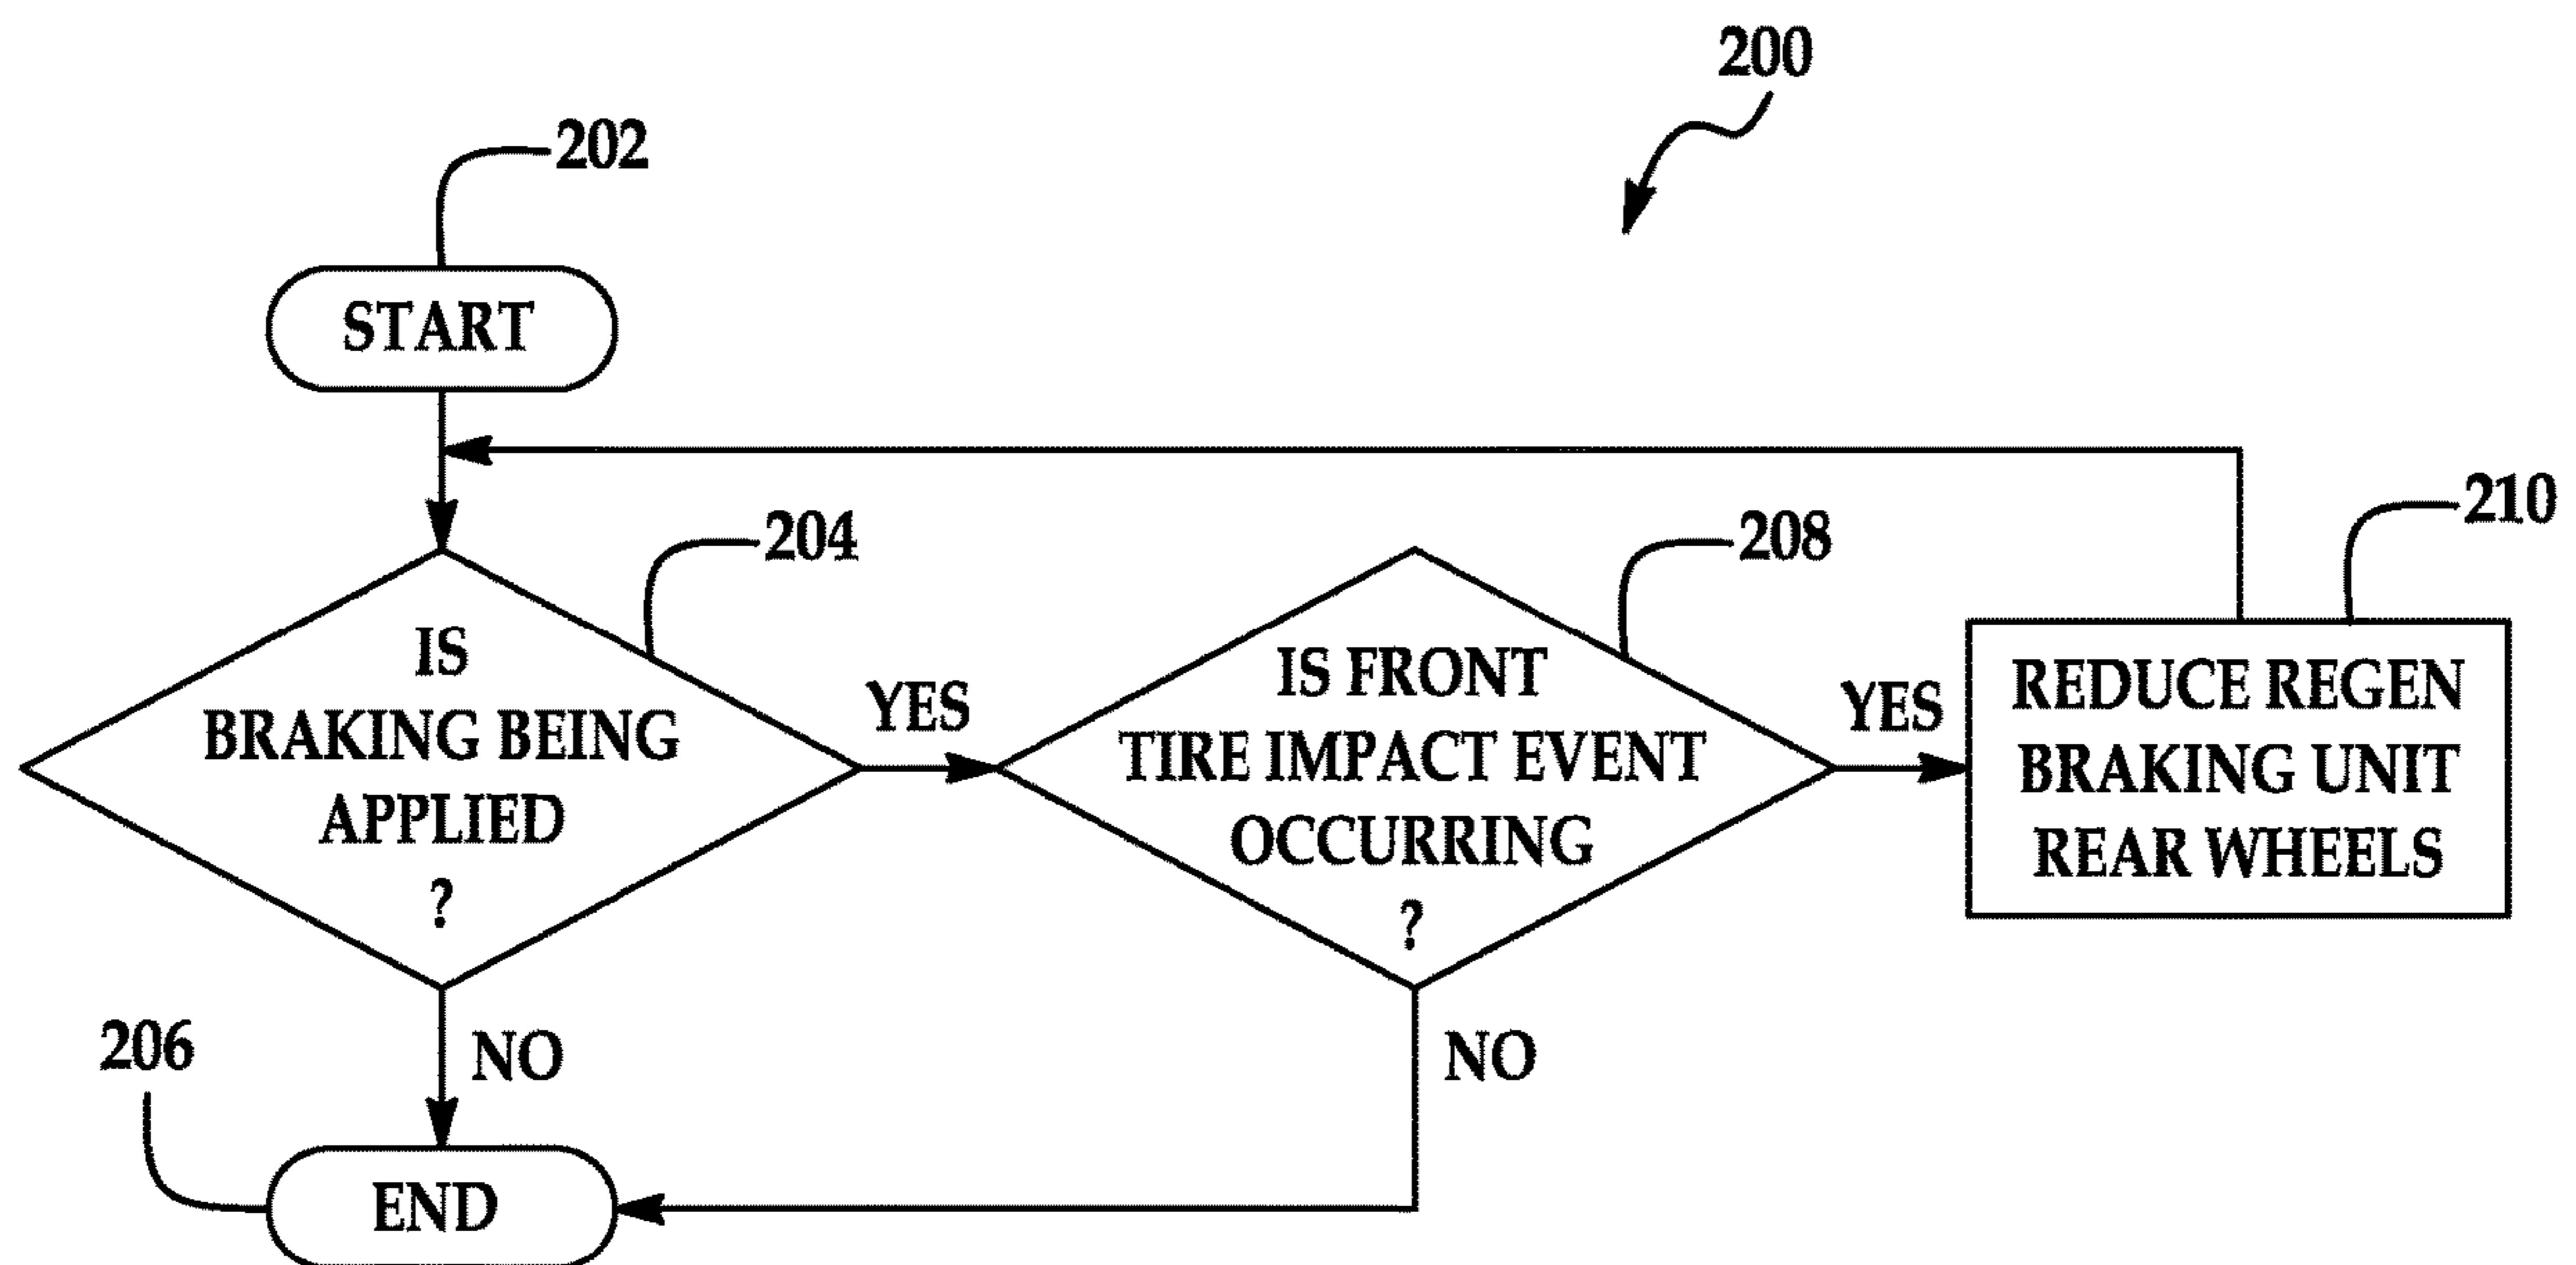 200
202
START
204
IS
BRAKING BEING
APPLIED
?
YES
208
IS FRONT
TIRE IMPACT EVENT
OCCURRING
?
YES
210
REDUCE REGEN
BRAKING UNIT
REAR WHEELS
NO
NO
206
END